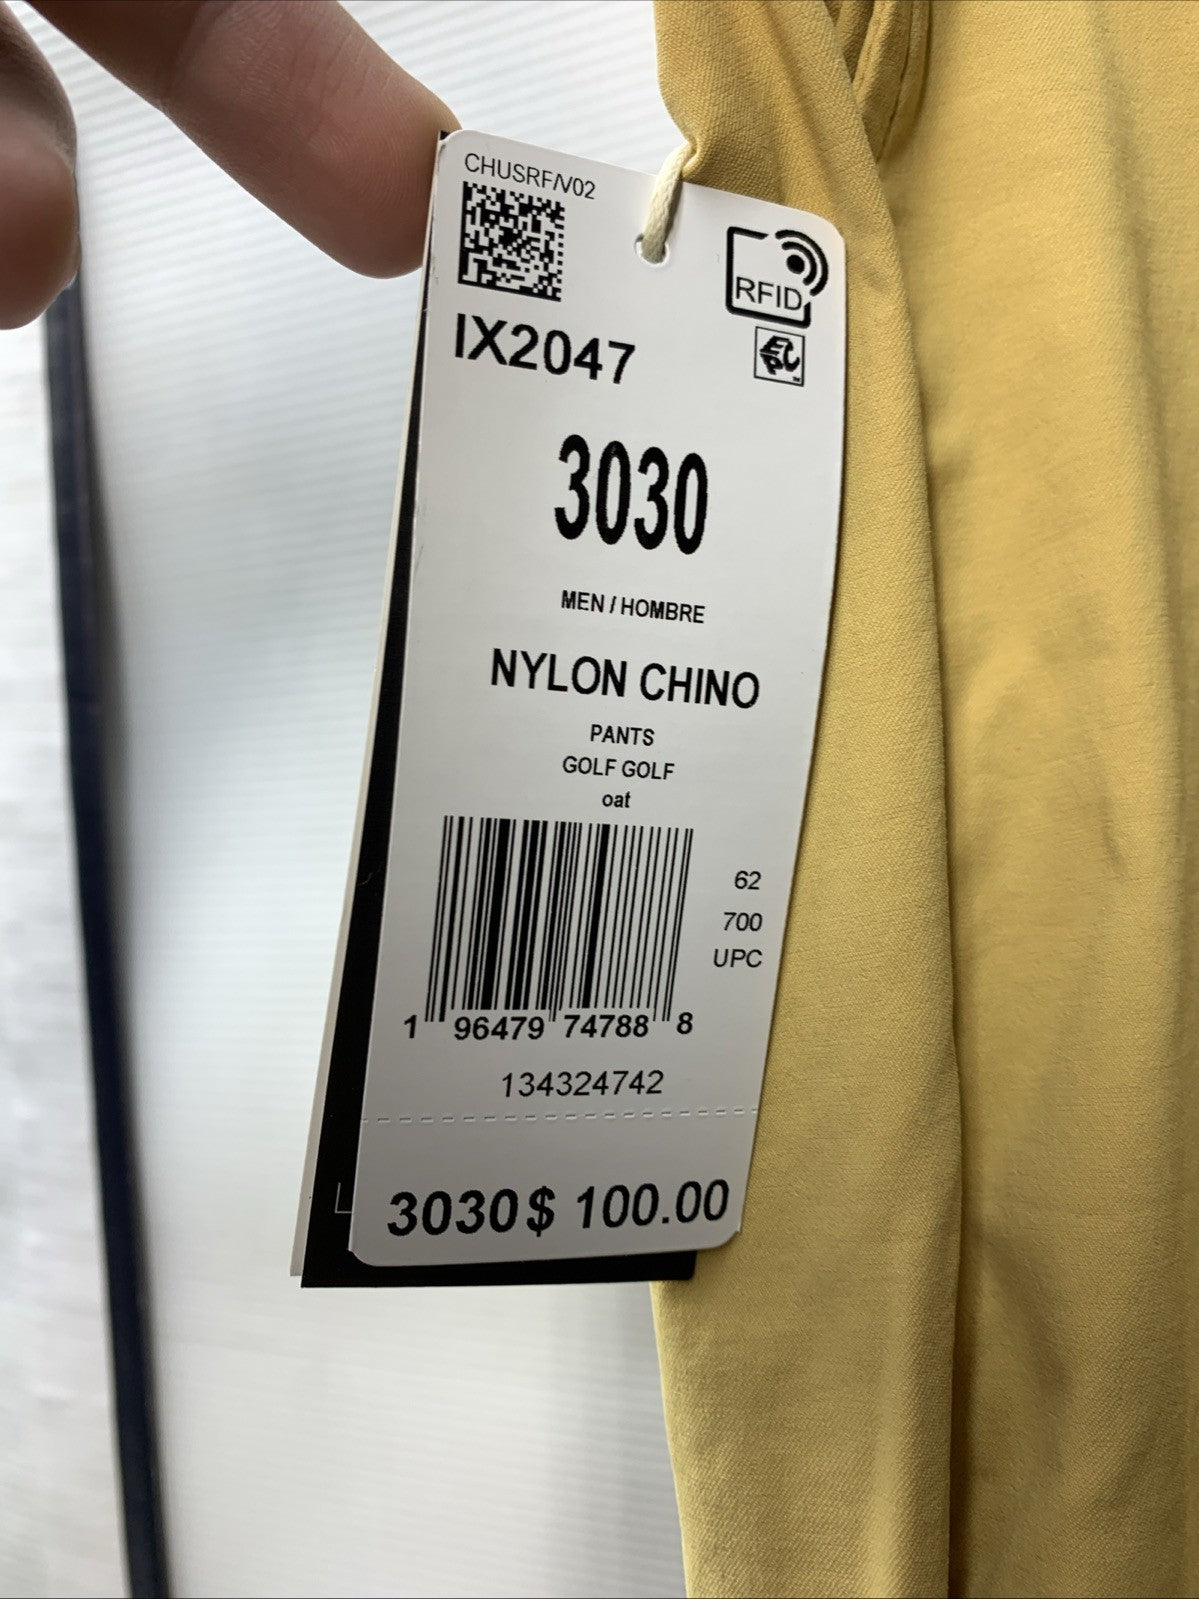 CHUSRF/V02
RFID
IX2047
EPC
3030
MEN / HOMBRE
NYLON CHINO
PANTS
GOLF GOLF
oat
62
700
UPC
1 96479 74788 8
134324742
3030$ 100.00